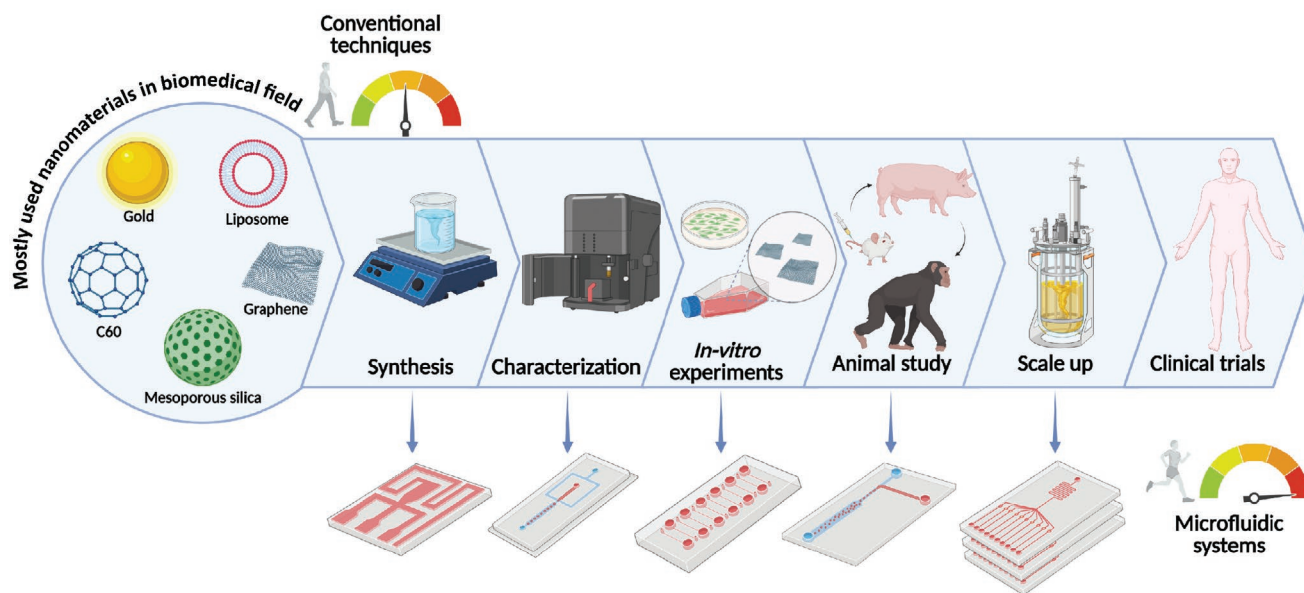 Conventional
techniques
Mostly used nanomaterials in biomedical field
Gold
Liposome
C60
Graphene
Mesoporous silica
Synthesis
Characterization
In-vitro
experiments
Animal study
Scale up
Clinical trials
Microfluidic
systems